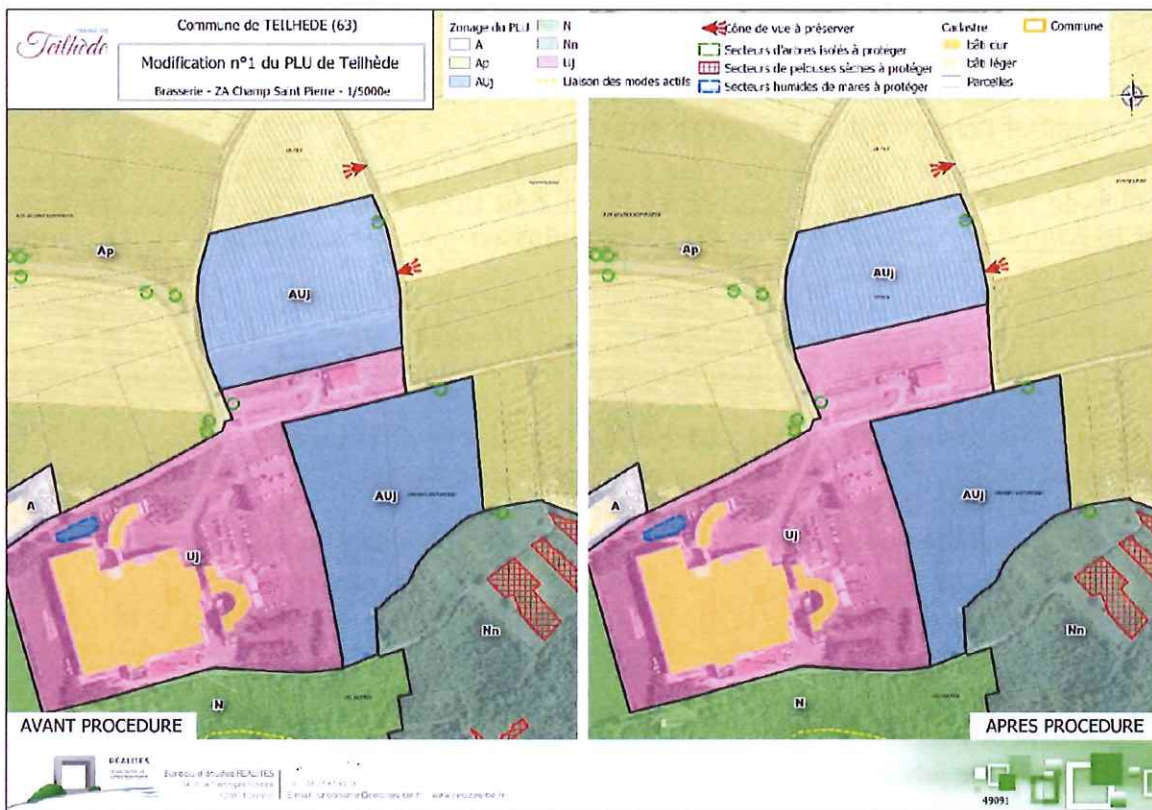 Teilhède
Commune de TEILHEDE (63)
Modification n°1 du PLU de Teilhède
Brasserie - ZA Champ Saint Pierre - 1/5000e
Zonage du PLU
A
Ap
AUj
N
Nn
Uj
Liaison des modes actifs
Cône de vue à préserver
Secteurs d'arbres isolés à protéger
Secteurs de pelouses sèches à protéger
Secteurs humides de mares à protéger
Cadastre
bâti dur
bâti léger
Parcelles
Commune
Ap
AUj
AUj
A
Uj
Nn
N
AVANT PROCEDURE
Ap
AUj
AUj
A
Uj
Nn
N
APRES PROCEDURE
REALITES
Bureau d'études REALITES
49091